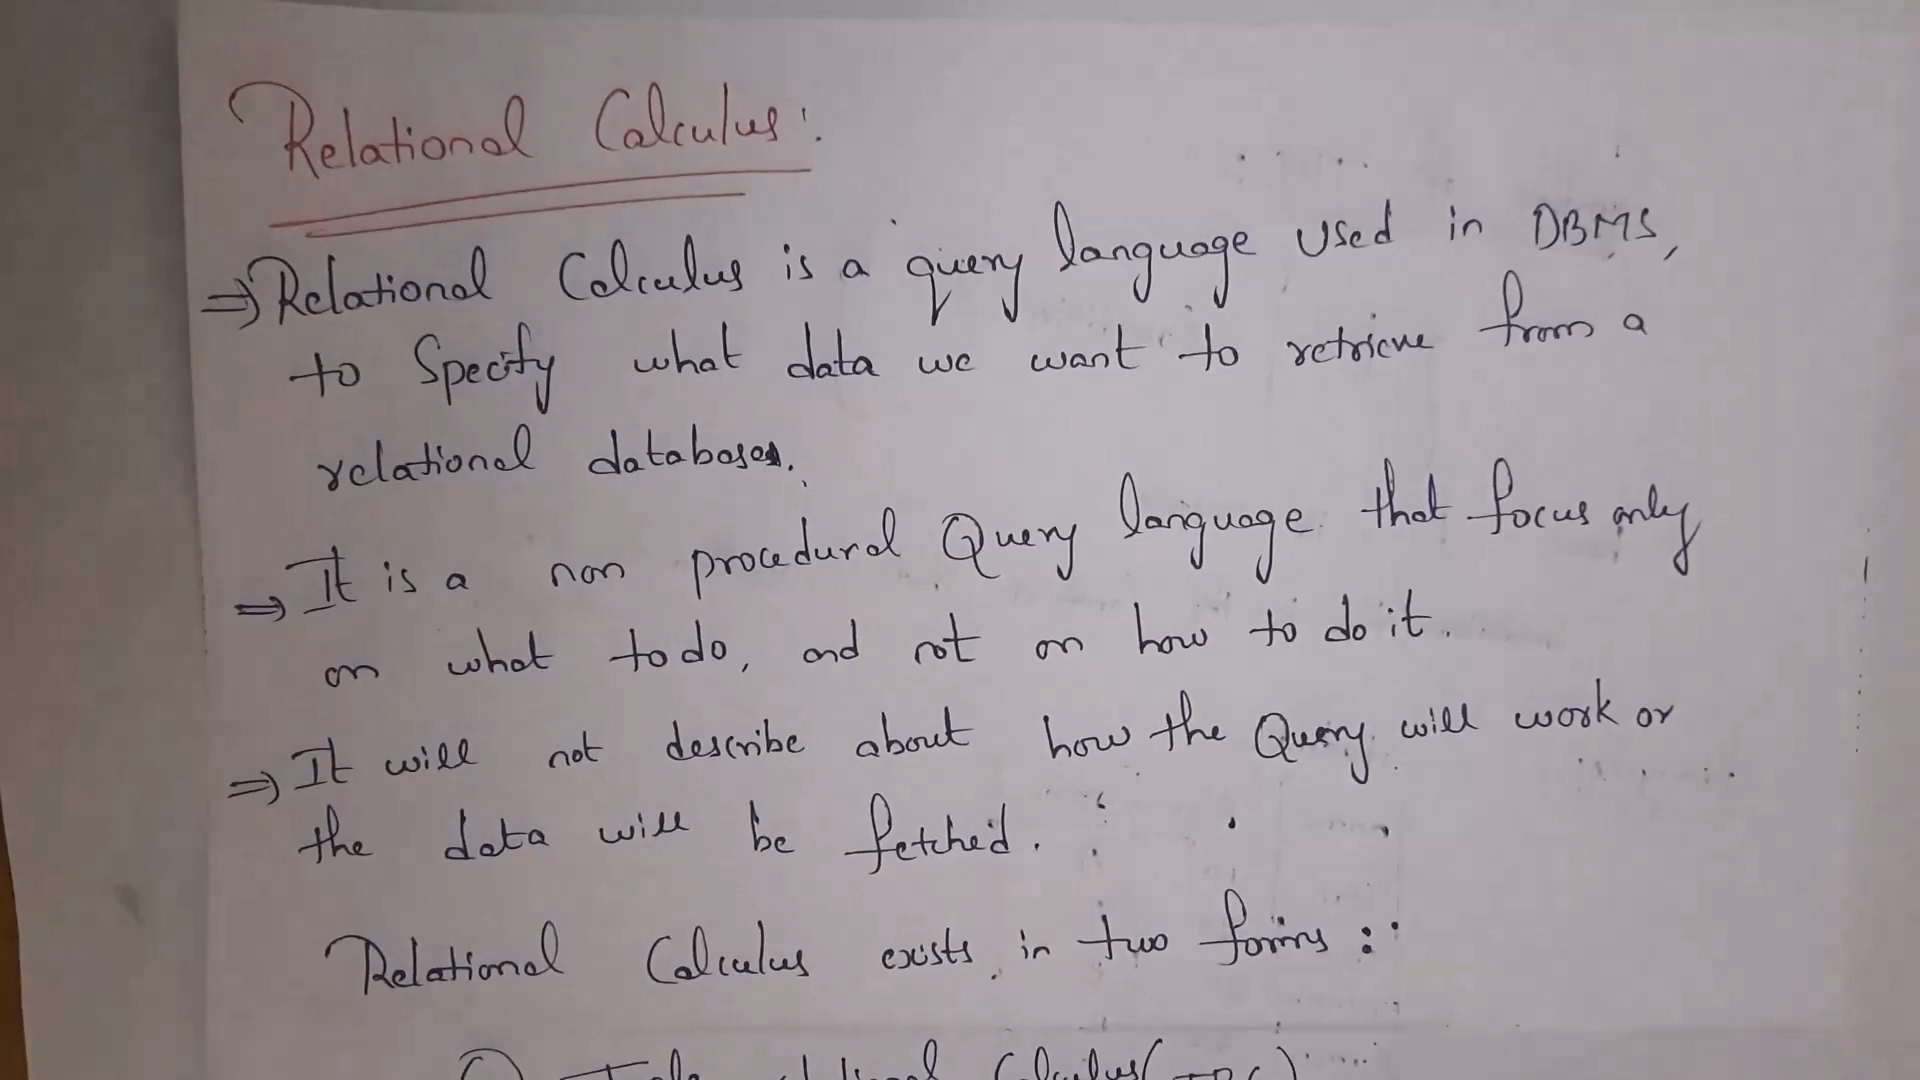 Relational Calculus:
⇒ Relational Calculus is a query language Used in DBMS,
to Specify what data we want to retrieve from a
relational databases.
⇒ It is a non procedural Query language that focus only
on what to do, and not on how to do it.
⇒ It will not describe about how the Query will work or
the data will be fetched.
Relational Calculus exists in two forms :
Calculus